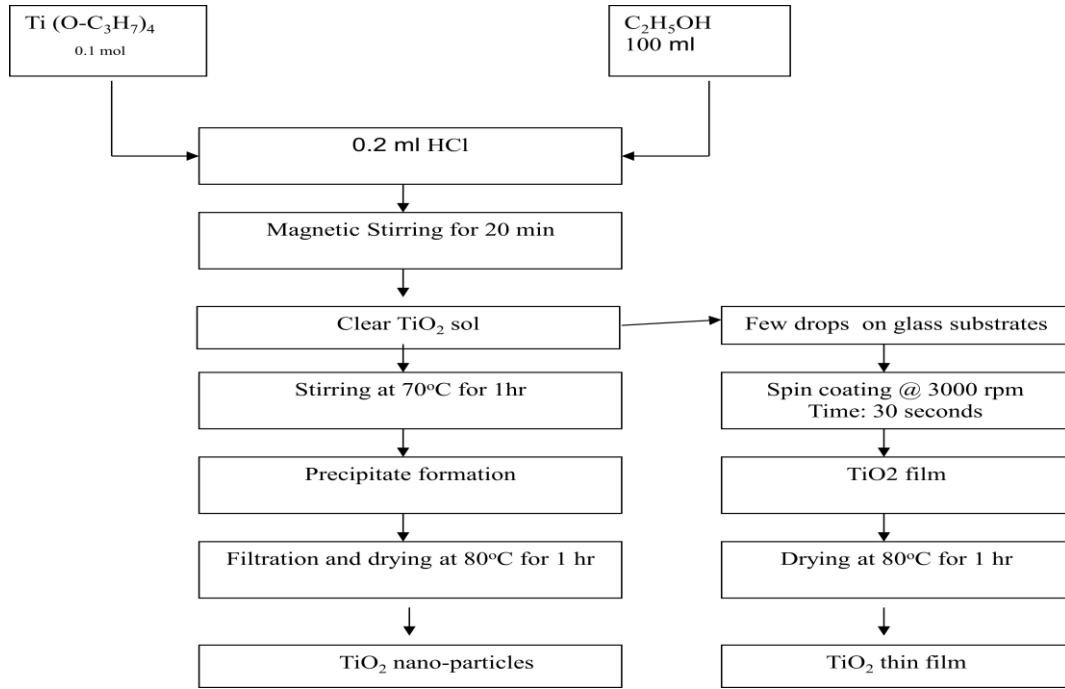 Ti (O-C₃H₇)₄
0.1 mol
C₂H₅OH
100 ml
0.2 ml HCl
Magnetic Stirring for 20 min
Clear TiO₂ sol
Few drops on glass substrates
Stirring at 70°C for 1hr
Spin coating @ 3000 rpm
Time: 30 seconds
Precipitate formation
TiO2 film
Filtration and drying at 80°C for 1 hr
Drying at 80°C for 1 hr
TiO₂ nano-particles
TiO₂ thin film